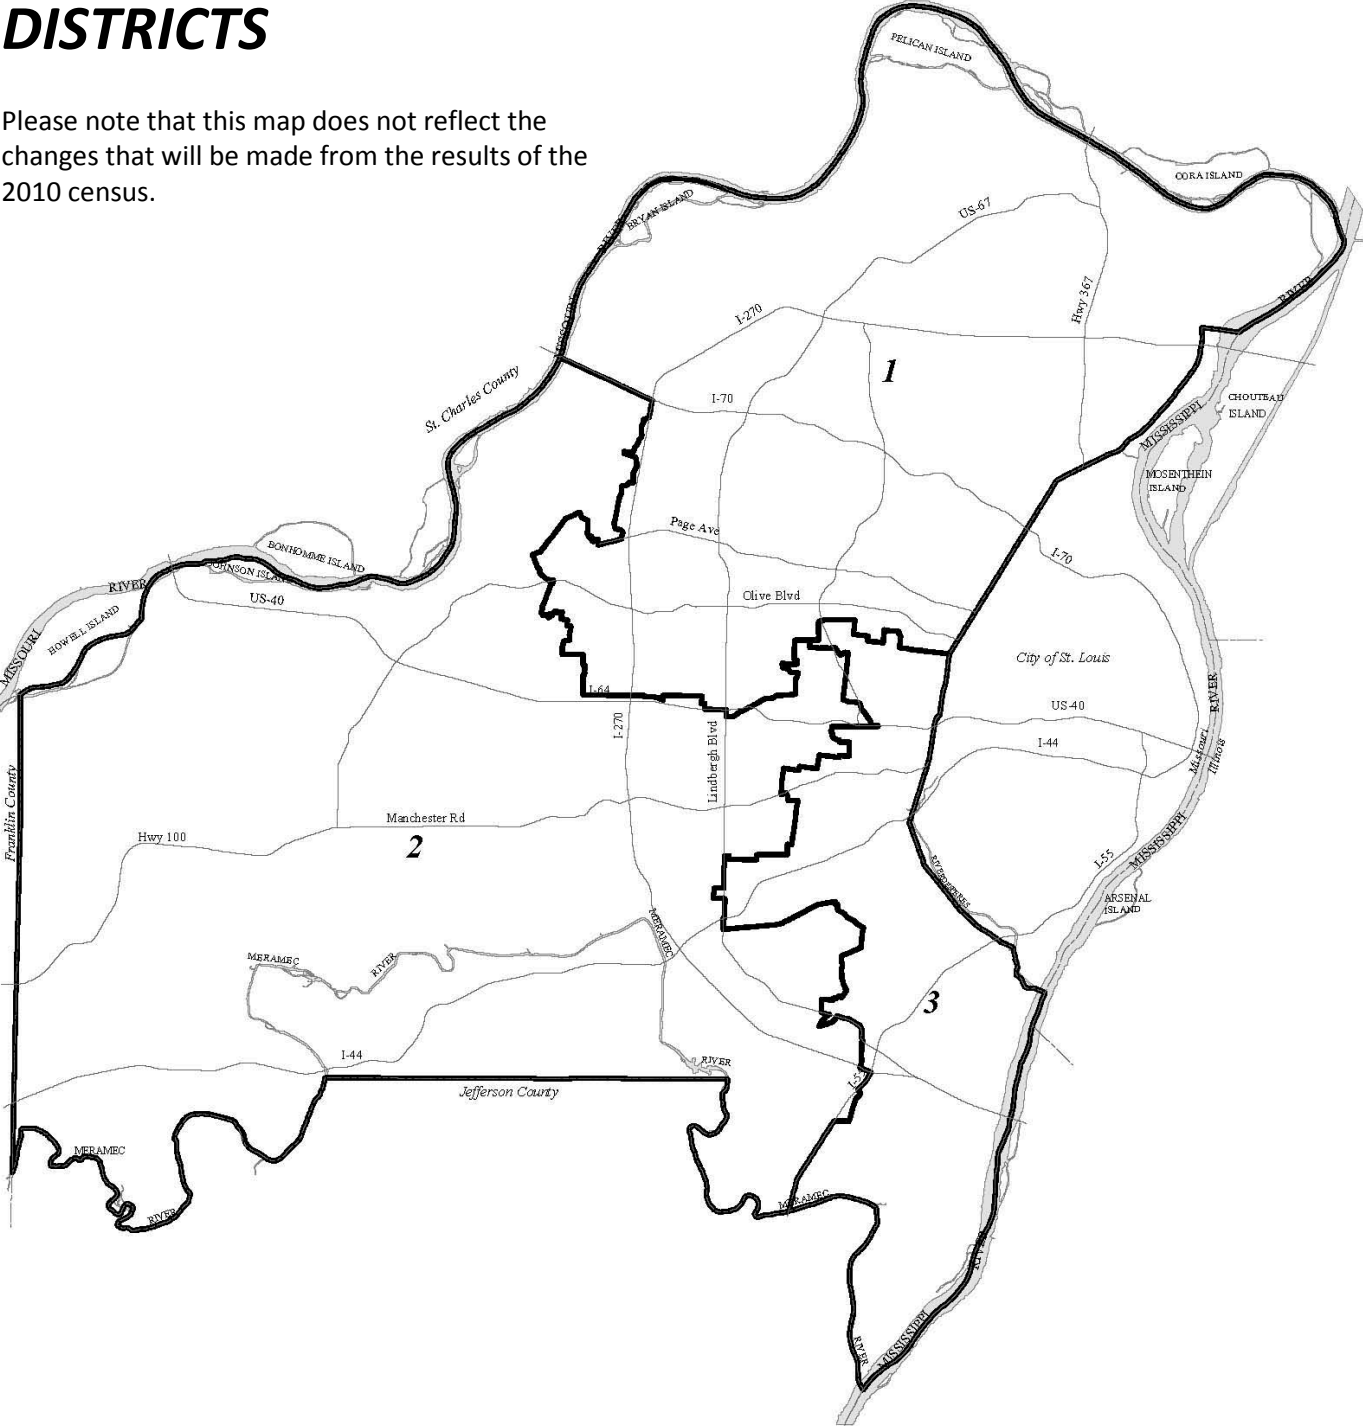 DISTRICTS
Please note that this map does not reflect the
changes that will be made from the results of the
2010 census.
PELICAN ISLAND
CORA ISLAND
BRYAN ISLAND
US-67
RIVER
Hwy 367
RIVER
I-270
MISSOURI
1
St. Charles County
I-70
CHOUTEAU
ISLAND
MISSISSIPPI
MOSENTHEIN
ISLAND
Page Ave
I-70
BONHOMME ISLAND
JOHNSON ISLAND
RIVER
US-40
Olive Blvd
HOWELL ISLAND
MISSOURI
City of St. Louis
I-64
RIVER
US-40
I-270
Lindbergh Blvd
I-44
Missouri
Illinois
Franklin County
Manchester Rd
Hwy 100
2
MISSISSIPPI
I-55
RIVER DES PERES
ARSENAL
ISLAND
MERAMEC
MERAMEC
RIVER
3
I-44
RIVER
I-55
Jefferson County
MERAMEC
MERAMEC
RIVER
RIVER
RIVER
MISSISSIPPI